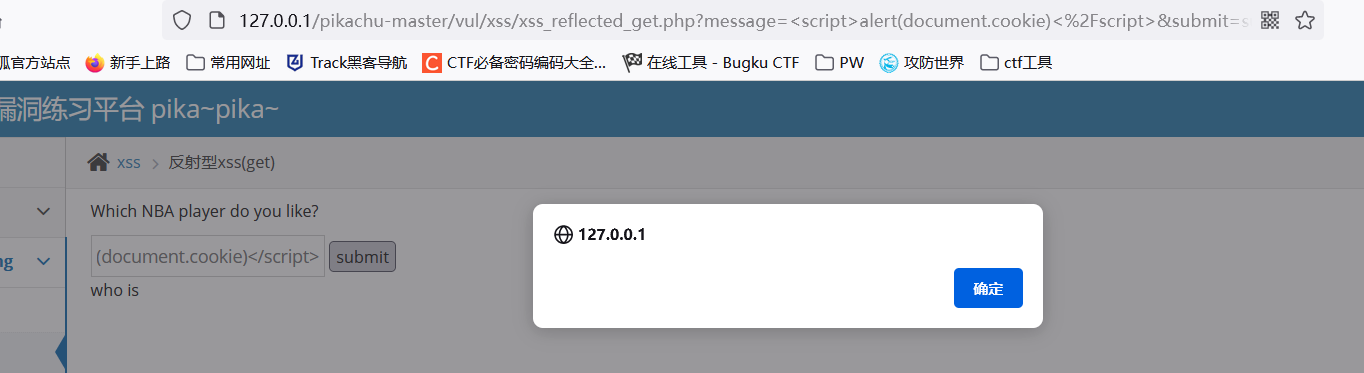 127.0.0.1/pikachu-master/vul/xss/xss_reflected_get.php?message=<script>alert(document.cookie)<%2Fscript>&submit=s
狐官方站点 新手上路 常用网址 Track黑客导航 CTF必备密码编码大全... 在线工具 - Bugku CTF PW 攻防世界 ctf工具
漏洞练习平台 pika~pika~
xss 反射型xss(get)
Which NBA player do you like?
127.0.0.1
(document.cookie)</script> submit
ng
who is
确定